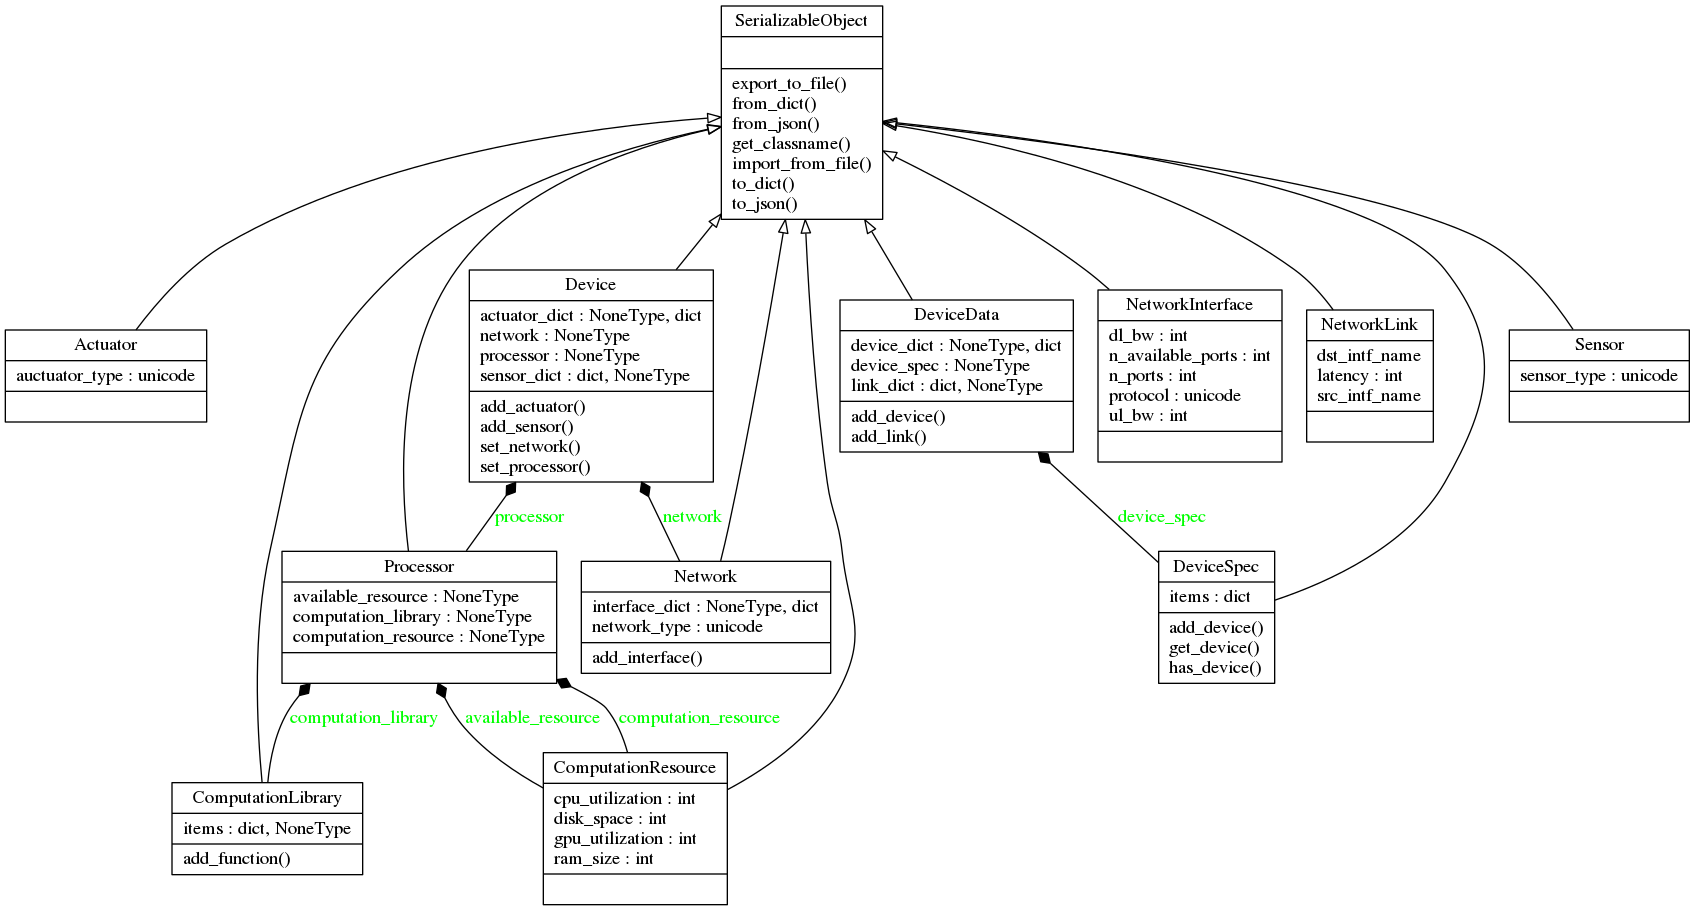 SerializableObject
export_to_file()
from_dict()
from_json()
get_classname()
import_from_file()
to_dict()
to_json()
Device
actuator_dict : NoneType, dict
network : NoneType
processor : NoneType
sensor_dict : dict, NoneType
add_actuator()
add_sensor()
set_network()
set_processor()
DeviceData
device_dict : NoneType, dict
device_spec : NoneType
link_dict : dict, NoneType
add_device()
add_link()
NetworkInterface
dl_bw : int
n_available_ports : int
n_ports : int
protocol : unicode
ul_bw : int
NetworkLink
dst_intf_name
latency : int
src_intf_name
Actuator
auctuator_type : unicode
Sensor
sensor_type : unicode
processor
network
device_spec
Processor
available_resource : NoneType
computation_library : NoneType
computation_resource : NoneType
Network
interface_dict : NoneType, dict
network_type : unicode
add_interface()
DeviceSpec
items : dict
add_device()
get_device()
has_device()
computation_library
available_resource
computation_resource
ComputationLibrary
items : dict, NoneType
add_function()
ComputationResource
cpu_utilization : int
disk_space : int
gpu_utilization : int
ram_size : int